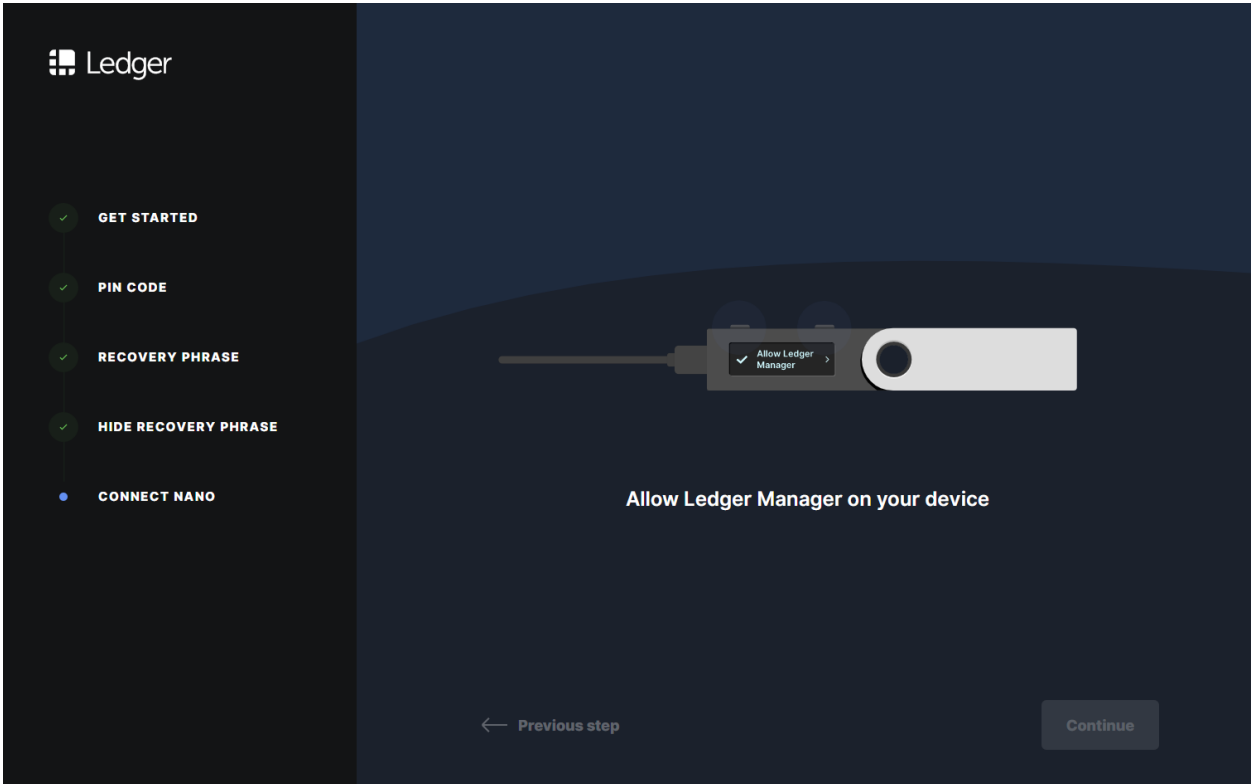 Ledger
GET STARTED
PIN CODE
RECOVERY PHRASE
HIDE RECOVERY PHRASE
CONNECT NANO
Allow Ledger
Manager
Allow Ledger Manager on your device
Previous step
Continue